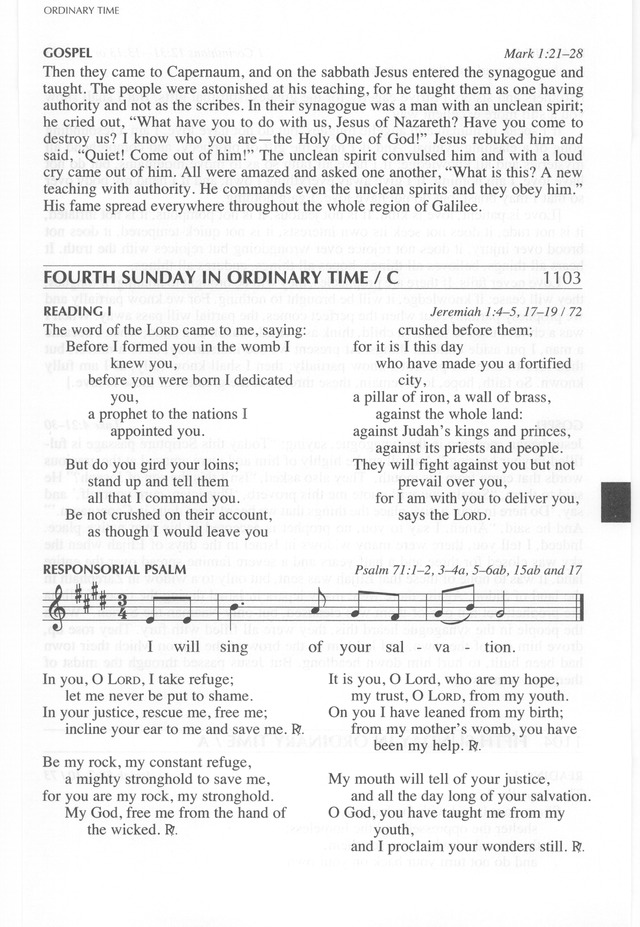 ORDINARY TIME
GOSPEL Mark 1:21–28
Then they came to Capernaum, and on the sabbath Jesus entered the synagogue and
taught. The people were astonished at his teaching, for he taught them as one having
authority and not as the scribes. In their synagogue was a man with an unclean spirit;
he cried out, “What have you to do with us, Jesus of Nazareth? Have you come to
destroy us? I know who you are—the Holy One of God!” Jesus rebuked him and
said, “Quiet! Come out of him!” The unclean spirit convulsed him and with a loud
cry came out of him. All were amazed and asked one another, “What is this? A new
teaching with authority. He commands even the unclean spirits and they obey him.”
His fame spread everywhere throughout the whole region of Galilee.
FOURTH SUNDAY IN ORDINARY TIME / C 1103
READING I Jeremiah 1:4–5, 17–19 / 72
The word of the LORD came to me, saying:
Before I formed you in the womb I
knew you,
before you were born I dedicated
you,
a prophet to the nations I
appointed you.
But do you gird your loins;
stand up and tell them
all that I command you.
Be not crushed on their account,
as though I would leave you
crushed before them;
for it is I this day
who have made you a fortified
city,
a pillar of iron, a wall of brass,
against the whole land:
against Judah’s kings and princes,
against its priests and people.
They will fight against you but not
prevail over you,
for I am with you to deliver you,
says the LORD.
RESPONSORIAL PSALM Psalm 71:1–2, 3–4a, 5–6ab, 15ab and 17
3
4
I will sing of your sal - va - tion.
In you, O LORD, I take refuge;
let me never be put to shame.
In your justice, rescue me, free me;
incline your ear to me and save me. ℟.
Be my rock, my constant refuge,
a mighty stronghold to save me,
for you are my rock, my stronghold.
My God, free me from the hand of
the wicked. ℟.
It is you, O Lord, who are my hope,
my trust, O LORD, from my youth.
On you I have leaned from my birth;
from my mother’s womb, you have
been my help. ℟.
My mouth will tell of your justice,
and all the day long of your salvation.
O God, you have taught me from my
youth,
and I proclaim your wonders still. ℟.